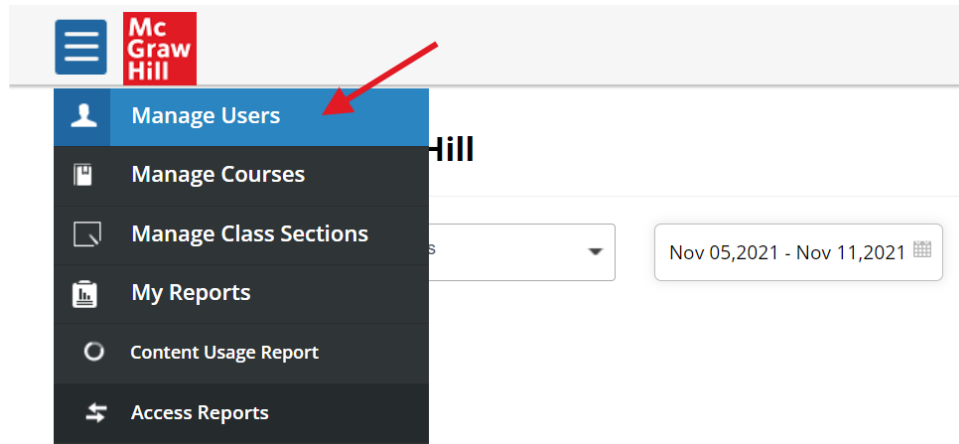 Mc
Graw
Hill
Manage Users
Hill
Manage Courses
Manage Class Sections
s
Nov 05,2021 - Nov 11,2021
My Reports
Content Usage Report
Access Reports